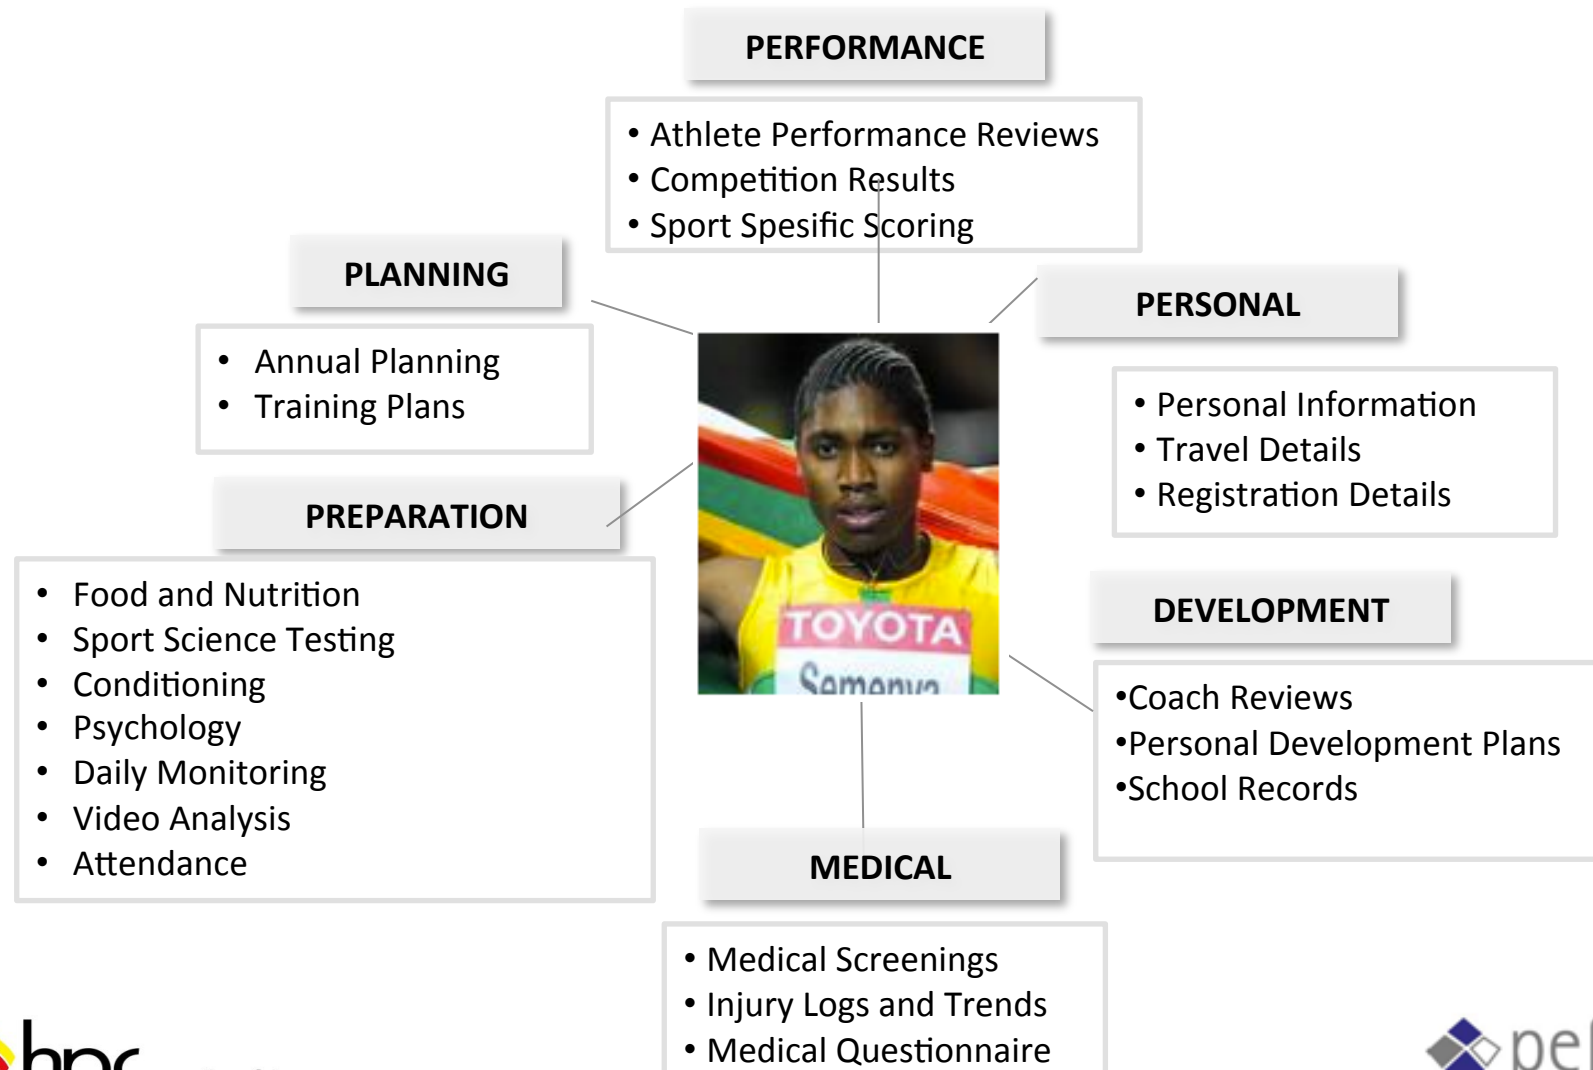 PERFORMANCE
• Athlete Performance Reviews
• Competition Results
• Sport Spesific Scoring
PLANNING
• Annual Planning
• Training Plans
PERSONAL
• Personal Information
• Travel Details
• Registration Details
PREPARATION
• Food and Nutrition
• Sport Science Testing
• Conditioning
• Psychology
• Daily Monitoring
• Video Analysis
• Attendance
TOYOTA
Semenya
DEVELOPMENT
•Coach Reviews
•Personal Development Plans
•School Records
MEDICAL
• Medical Screenings
• Injury Logs and Trends
• Medical Questionnaire
hpc